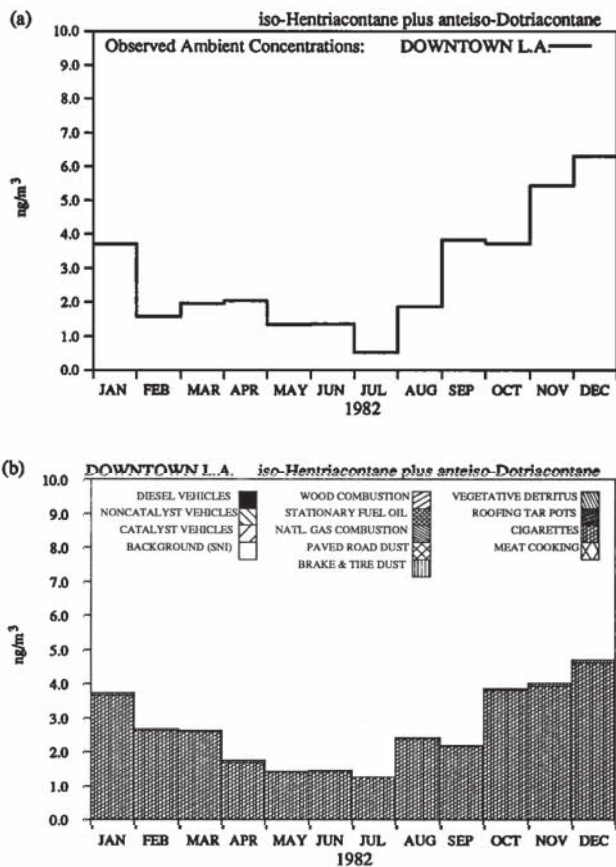 (a) iso-Hentriacontane plus anteiso-Dotriacontane
10.0
Observed Ambient Concentrations: DOWNTOWN L.A.
9.0
8.0
7.0
6.0
ng/m³
5.0
4.0
3.0
2.0
1.0
0.0
JAN FEB MAR APR MAY JUN JUL AUG SEP OCT NOV DEC
1982
(b) DOWNTOWN L.A. iso-Hentriacontane plus anteiso-Dotriacontane
10.0
DIESEL VEHICLES WOOD COMBUSTION VEGETATIVE DETRITUS
NONCATALYST VEHICLES STATIONARY FUEL OIL ROOFING TAR POTS
9.0
CATALYST VEHICLES NATL. GAS COMBUSTION CIGARETTES
BACKGROUND (SNI) PAVED ROAD DUST MEAT COOKING
8.0
BRAKE & TIRE DUST
7.0
6.0
ng/m³
5.0
4.0
3.0
2.0
1.0
0.0
JAN FEB MAR APR MAY JUN JUL AUG SEP OCT NOV DEC
1982